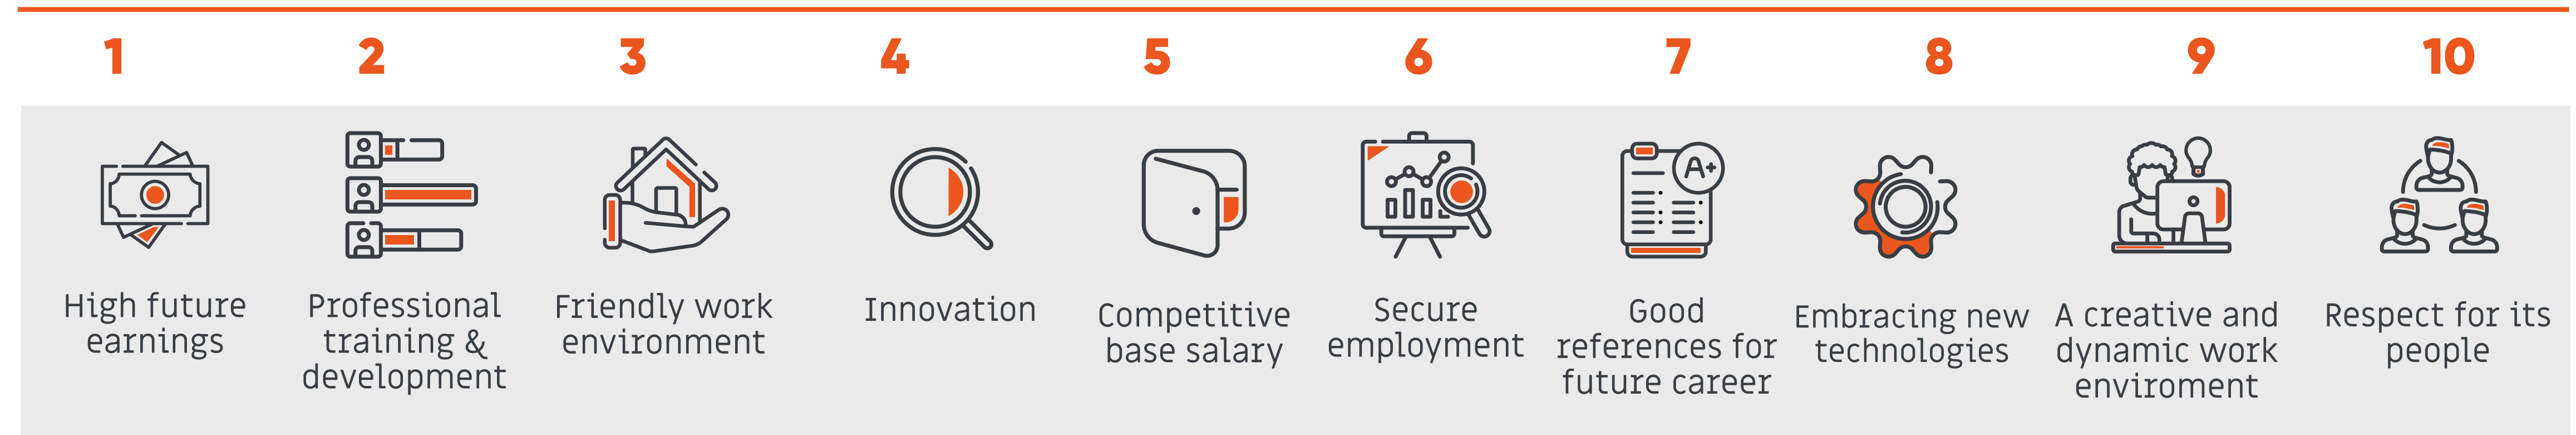 1
2
3
4
5
6
7
8
9
10
A+
High future
earnings
Professional
training &
development
Friendly work
environment
Innovation
Competitive
base salary
Secure
employment
Good
references for
future career
Embracing new
technologies
A creative and
dynamic work
enviroment
Respect for its
people